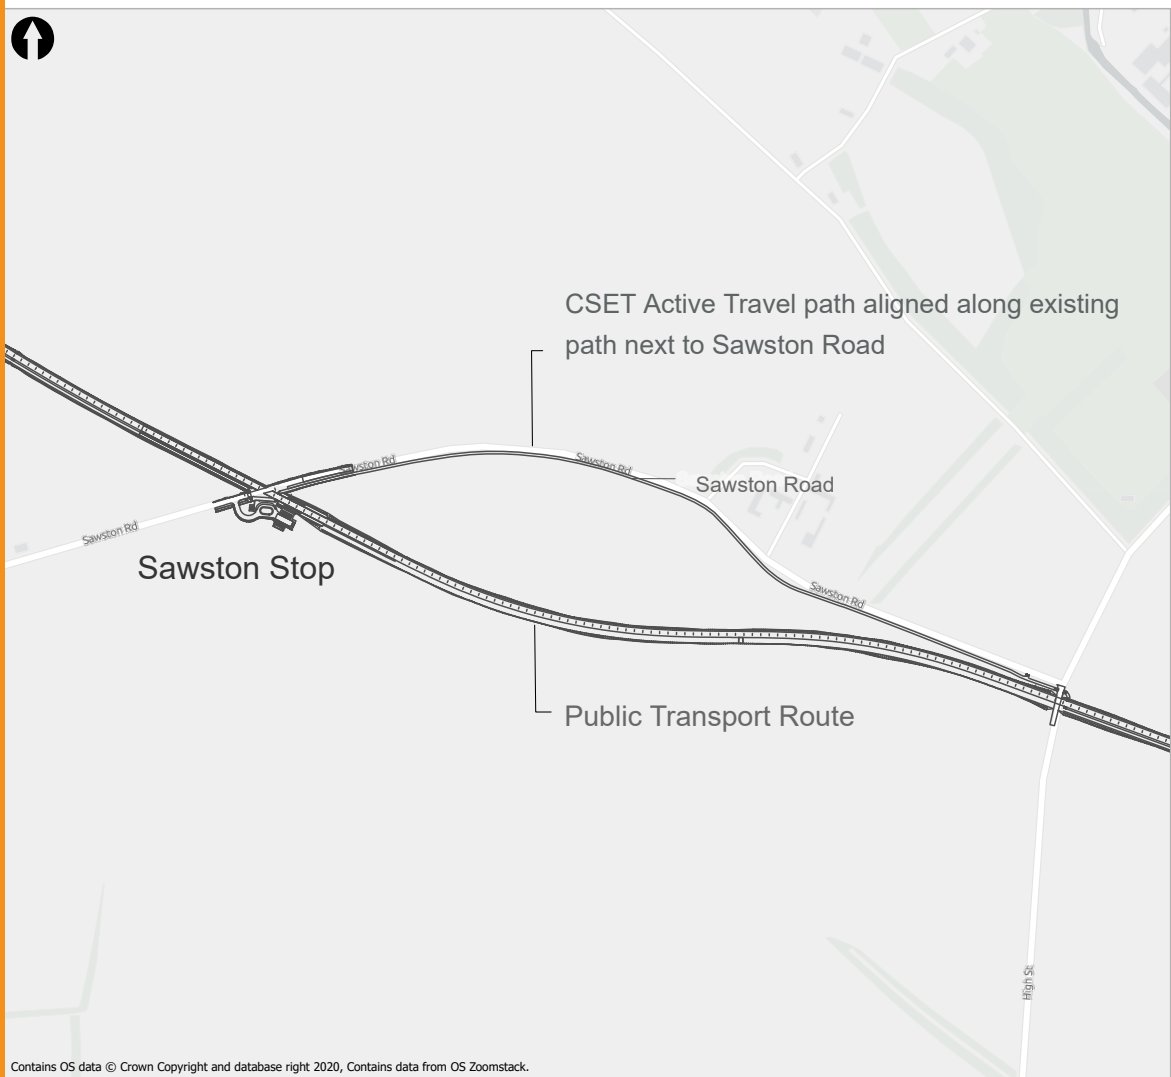 CSET Active Travel path aligned along existing
path next to Sawston Road
Sawston Rd
Sawston Rd
Sawston Road
Sawston Rd
Sawston Stop
Sawston Rd
Public Transport Route
High St
Contains OS data © Crown Copyright and database right 2020, Contains data from OS Zoomstack.